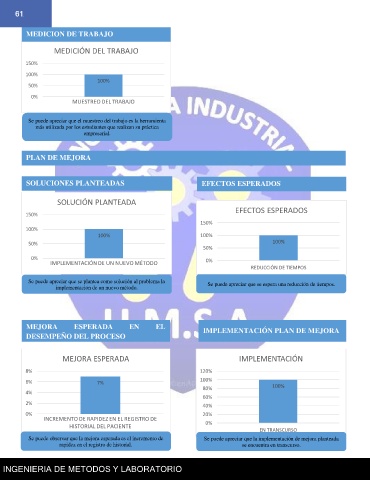 61
MEDICION DE TRABAJO
MEDICIÓN DEL TRABAJO
150%
100%
50%
0%
100%
MUESTREO DEL TRABAJO
Se puede apreciar que el muestreo del trabajo es la herramienta
más utilizada por los estudiantes que realizan su práctica
empresarial.
PLAN DE MEJORA
SOLUCIONES PLANTEADAS
SOLUCIÓN PLANTEADA
150%
100%
50%
0%
100%
IMPLEMENTACIÓN DE UN NUEVO MÉTODO
Se puede apreciar que se plantea como solución al problema la
implementación de un nuevo método.
EFECTOS ESPERADOS
EFECTOS ESPERADOS
150%
100%
50%
0%
100%
REDUCCIÓN DE TIEMPOS
Se puede apreciar que se espera una reducción de tiempos.
MEJORA ESPERADA EN EL
DESEMPEÑO DEL PROCESO
MEJORA ESPERADA
8%
6%
4%
2%
0%
7%
INCREMENTO DE RAPIDEZ EN EL REGISTRO DE
HISTORIAL DEL PACIENTE
Se puede observar que la mejora esperada es el incremento de
rapidez en el registro de historial.
IMPLEMENTACIÓN PLAN DE MEJORA
IMPLEMENTACIÓN
120%
100%
80%
60%
40%
20%
0%
100%
EN TRANSCURSO
Se puede apreciar que la implementación de mejora planteada
se encuentra en transcurso.
INDUSTRIAL
U.M.S.A.
INGENIERIA DE METODOS Y LABORATORIO